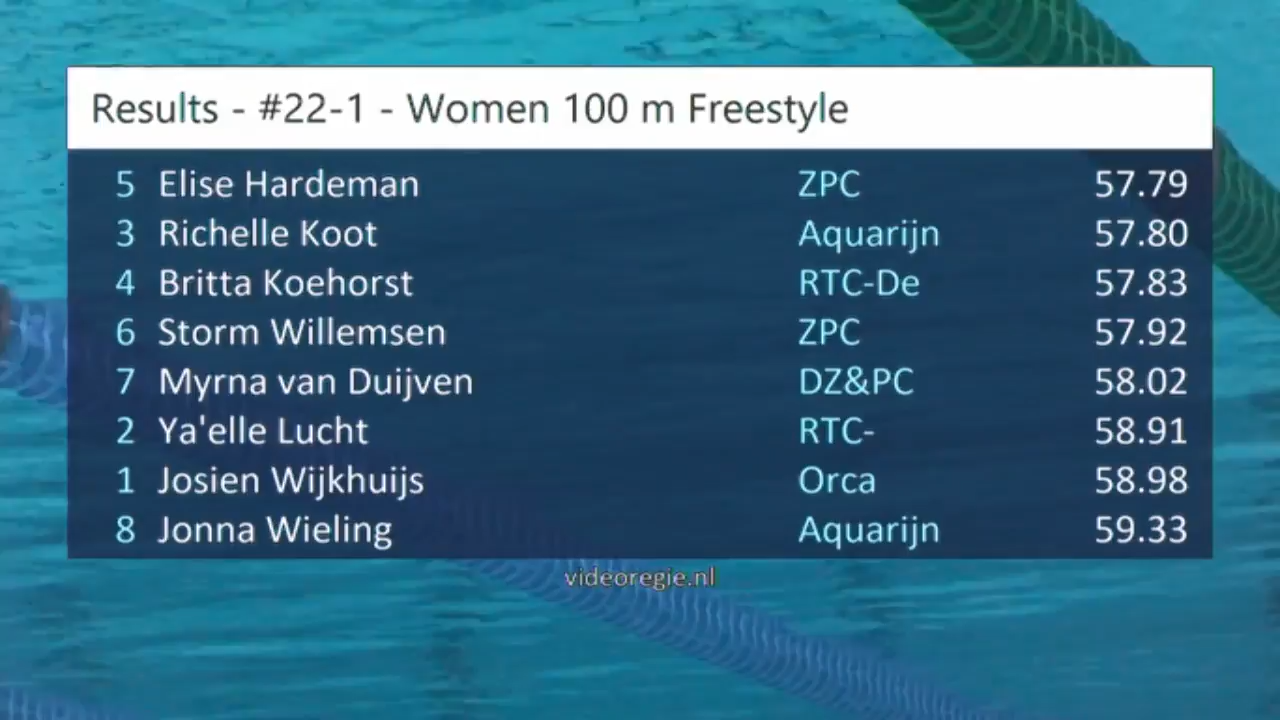 Results - #22-1 - Women 100 m Freestyle
5 Elise Hardeman ZPC 57.79
3 Richelle Koot Aquarijn 57.80
4 Britta Koehorst RTC-De 57.83
6 Storm Willemsen ZPC 57.92
7 Myrna van Duijven DZ&PC 58.02
2 Ya'elle Lucht RTC- 58.91
1 Josien Wijkhuijs Orca 58.98
8 Jonna Wieling Aquarijn 59.33
videoregie.nl